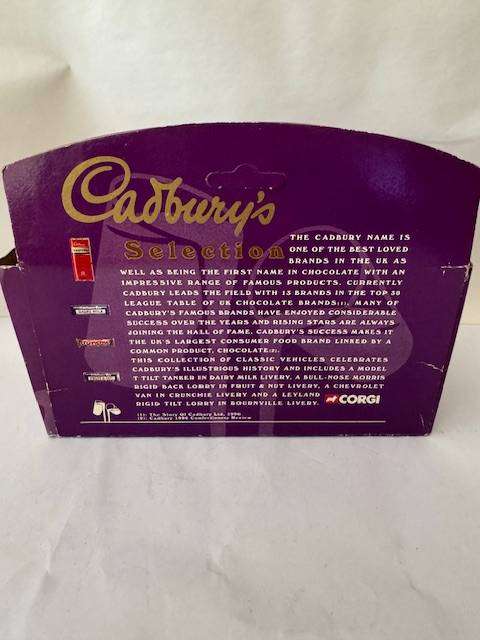 Cadbury's
Selection
THE CADBURY NAME IS
ONE OF THE BEST LOVED
BRANDS IN THE UK AS
WELL AS BEING THE FIRST NAME IN CHOCOLATE WITH AN
IMPRESSIVE RANGE OF FAMOUS PRODUCTS. CURRENTLY
CADBURY LEADS THE FIELD WITH 13 BRANDS IN THE TOP 30
LEAGUE TABLE OF UK CHOCOLATE BRANDS(1). MANY OF
CADBURY'S FAMOUS BRANDS HAVE ENJOYED CONSIDERABLE
SUCCESS OVER THE YEARS AND RISING STARS ARE ALWAYS
JOINING THE HALL OF FAME. CADBURY'S SUCCESS MAKES IT
THE UK'S LARGEST CONSUMER FOOD BRAND LINKED BY A
COMMON PRODUCT, CHOCOLATE(2).
THIS COLLECTION OF CLASSIC VEHICLES CELEBRATES
CADBURY'S ILLUSTRIOUS HISTORY AND INCLUDES A MODEL
T TILT TANKER IN DAIRY MILK LIVERY, A BULL-NOSE MORRIS
RIGID BACK LORRY IN FRUIT & NUT LIVERY, A CHEVROLET
VAN IN CRUNCHIE LIVERY AND A LEYLAND
RIGID TILT LORRY IN BOURNVILLE LIVERY.
CORGI
(1): The Story Of Cadbury Ltd, 1996
(2): Cadbury 1996 Confectionery Review
Crunchie